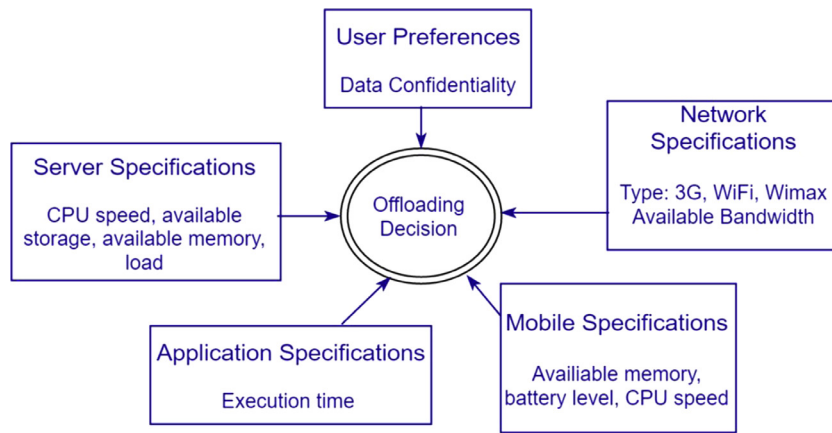 User Preferences
Data Confidentiality
Network
Specifications
Type: 3G, WiFi, Wimax
Available Bandwidth
Server Specifications
CPU speed, available
storage, available memory,
load
Offloading
Decision
Application Specifications
Execution time
Mobile Specifications
Availiable memory,
battery level, CPU speed